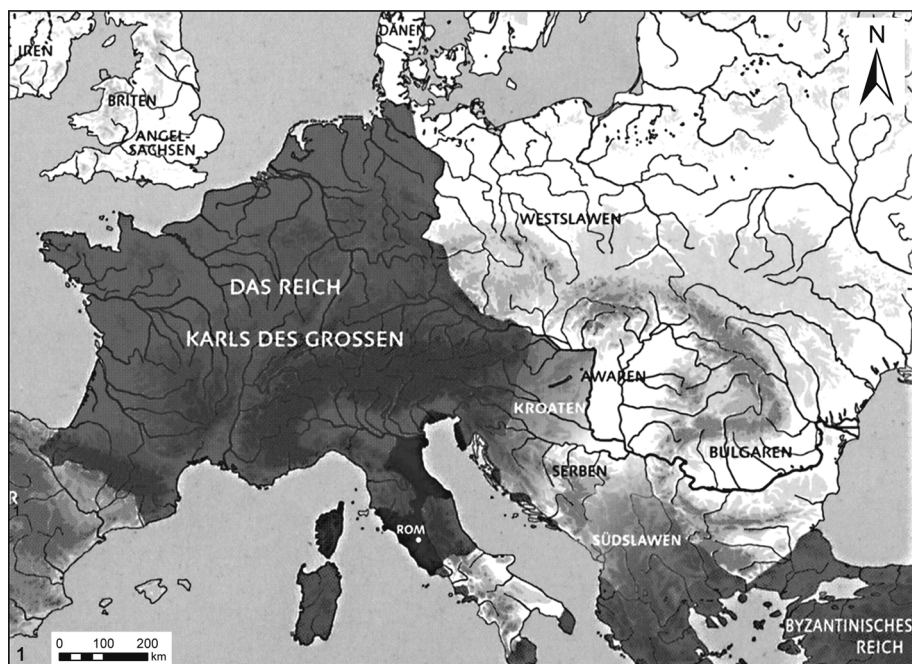 DÄNEN
N
IREN
BRITEN
ANGEL-
SACHSEN
WESTSLAWEN
DAS REICH
KARLS DES GROSSEN
AWAREN
KROATEN
BULGAREN
SERBEN
R
ROM
SÜDSLAWEN
BYZANTINISCHES
REICH
1
0 100 200
km